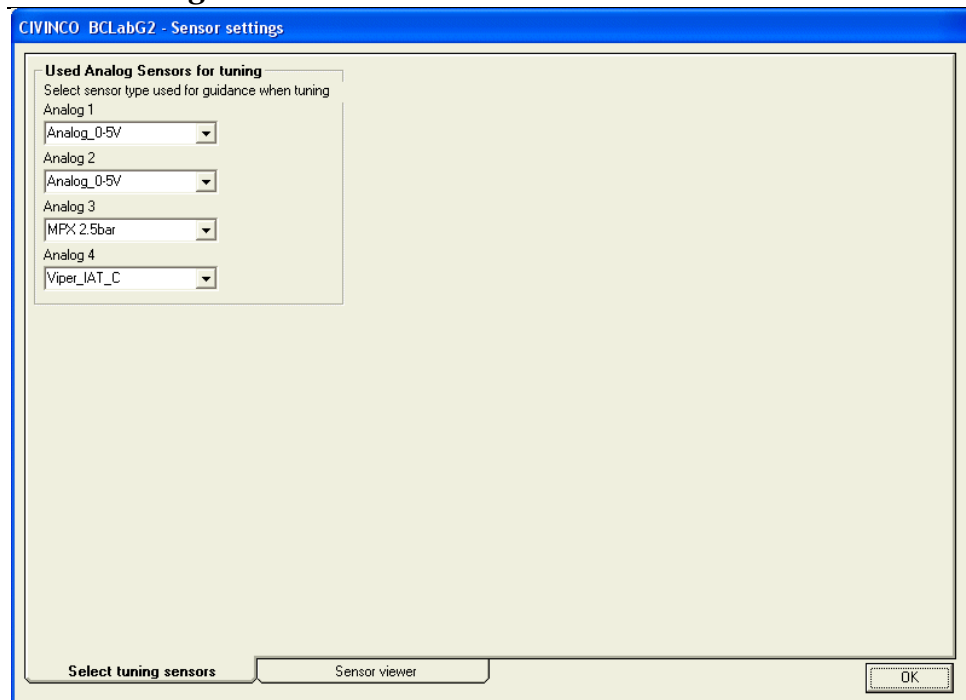 CIVINCO BCLabG2 - Sensor settings
Used Analog Sensors for tuning
Select sensor type used for guidance when tuning
Analog 1
Analog_0-5V
Analog 2
Analog_0-5V
Analog 3
MPX 2.5bar
Analog 4
Viper_IAT_C
Select tuning sensors
Sensor viewer
OK